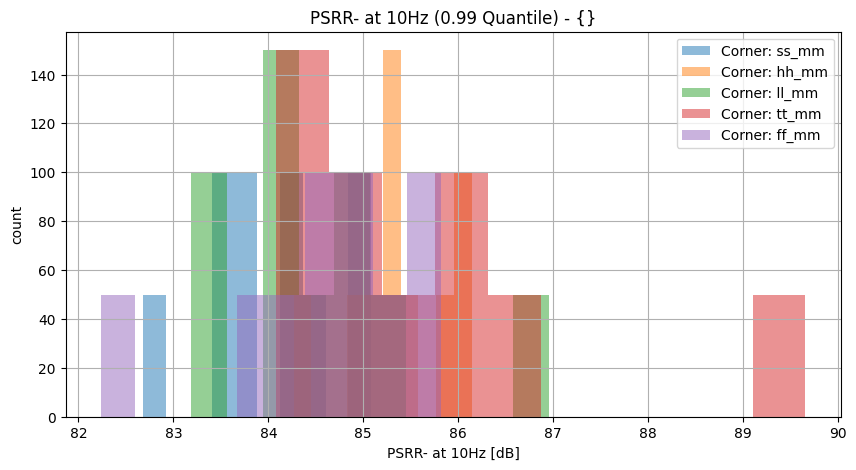 PSRR- at 10Hz (0.99 Quantile) - {}
Corner: ss_mm
Corner: hh_mm
Corner: ll_mm
Corner: tt_mm
Corner: ff_mm
140
120
100
80
60
40
20
0
count
82
83
84
85
86
87
88
89
90
PSRR- at 10Hz [dB]